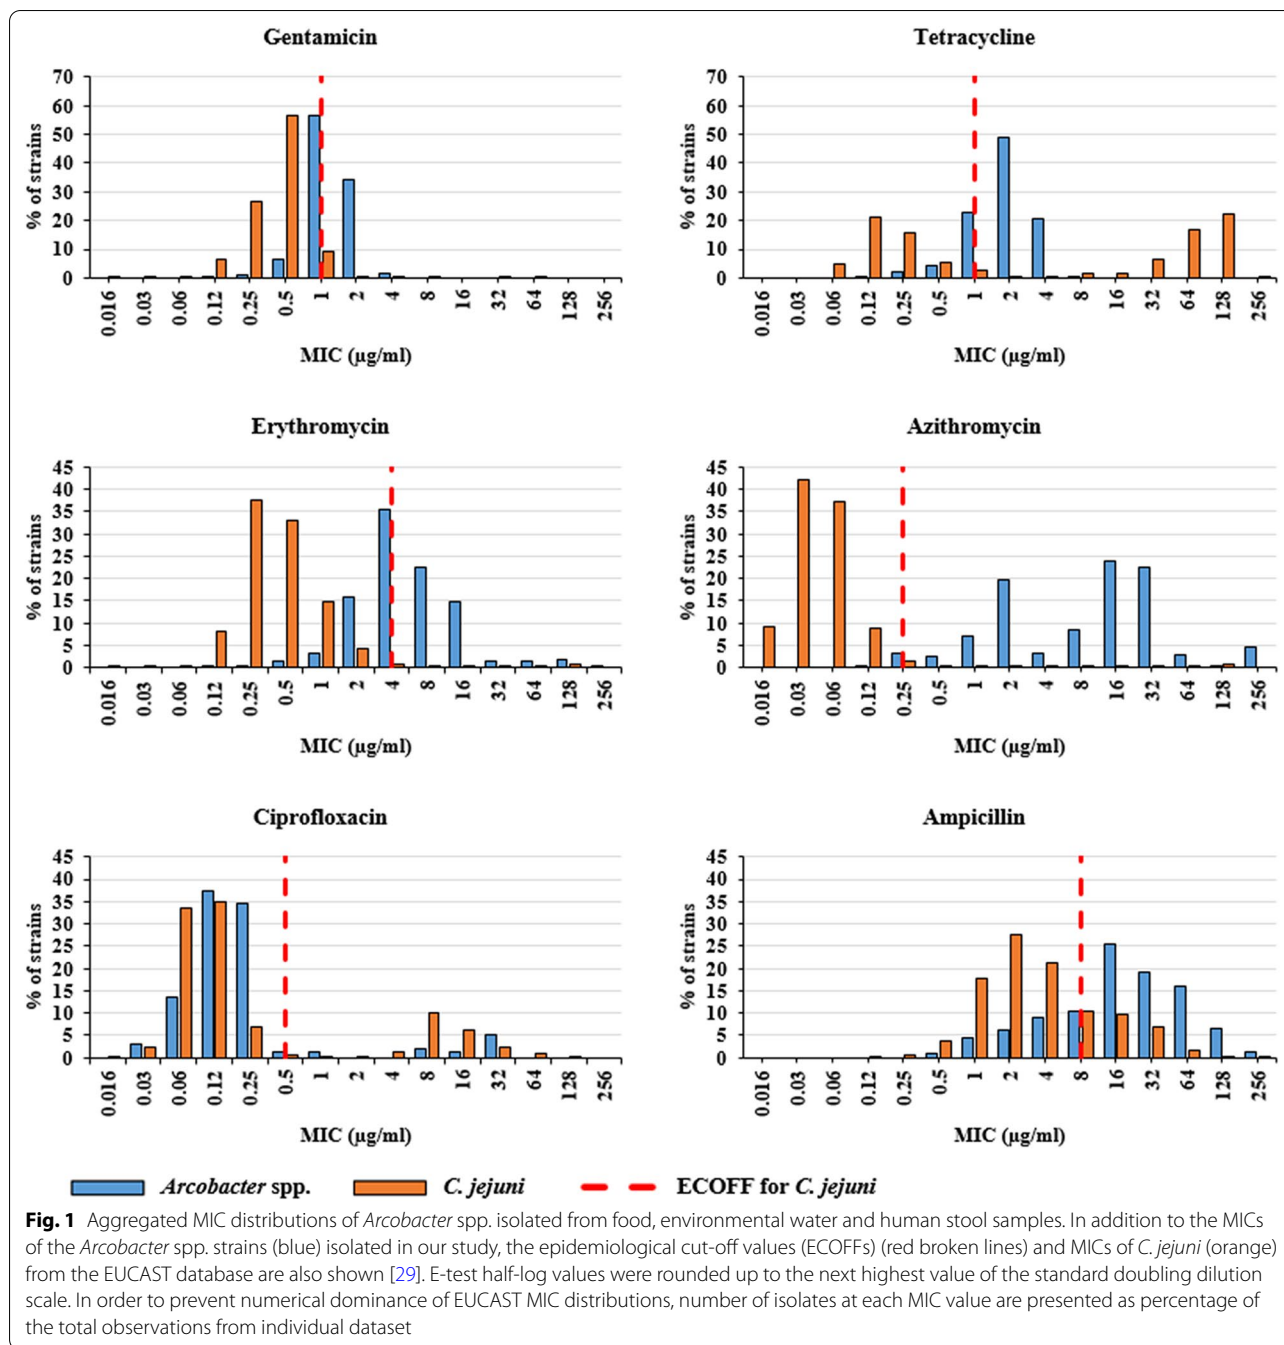 Gentamicin
70
60
50
40
30
20
10
0
% of strains
0.016 0.03 0.06 0.12 0.25 0.5 1 2 4 8 16 32 64 128 256
MIC (µg/ml)
Tetracycline
70
60
50
40
30
20
10
0
% of strains
0.016 0.03 0.06 0.12 0.25 0.5 1 2 4 8 16 32 64 128 256
MIC (µg/ml)
Erythromycin
45
40
35
30
25
20
15
10
5
0
% of strains
0.016 0.03 0.06 0.12 0.25 0.5 1 2 4 8 16 32 64 128 256
MIC (µg/ml)
Azithromycin
45
40
35
30
25
20
15
10
5
0
% of strains
0.016 0.03 0.06 0.12 0.25 0.5 1 2 4 8 16 32 64 128 256
MIC (µg/ml)
Ciprofloxacin
45
40
35
30
25
20
15
10
5
0
% of strains
0.016 0.03 0.06 0.12 0.25 0.5 1 2 4 8 16 32 64 128 256
MIC (µg/ml)
Ampicillin
45
40
35
30
25
20
15
10
5
0
% of strains
0.016 0.03 0.06 0.12 0.25 0.5 1 2 4 8 16 32 64 128 256
MIC (µg/ml)
Arcobacter spp. C. jejuni ECOFF for C. jejuni
Fig. 1 Aggregated MIC distributions of Arcobacter spp. isolated from food, environmental water and human stool samples. In addition to the MICs
of the Arcobacter spp. strains (blue) isolated in our study, the epidemiological cut-off values (ECOFFs) (red broken lines) and MICs of C. jejuni (orange)
from the EUCAST database are also shown [29]. E-test half-log values were rounded up to the next highest value of the standard doubling dilution
scale. In order to prevent numerical dominance of EUCAST MIC distributions, number of isolates at each MIC value are presented as percentage of
the total observations from individual dataset